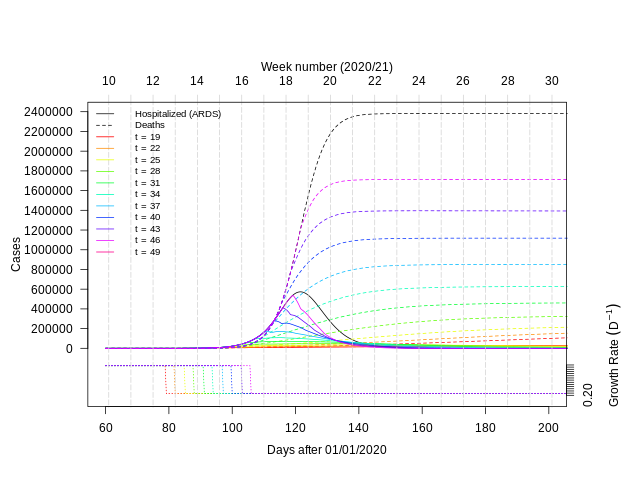 Week number (2020/21)
10 12 14 15 16 18 19 20 22 24 26 28 30
2400000
2200000
2000000
1800000
1600000
1400000
1200000
1000000
800000
600000
400000
200000
0
Cases
Hospitalized (ARDS)
Deaths
t = 19
t = 22
t = 25
t = 28
t = 31
t = 34
t = 37
t = 40
t = 43
t = 46
t = 49
0.20
Growth Rate (D⁻¹)
60 80 100 120 140 160 180 200
Days after 01/01/2020